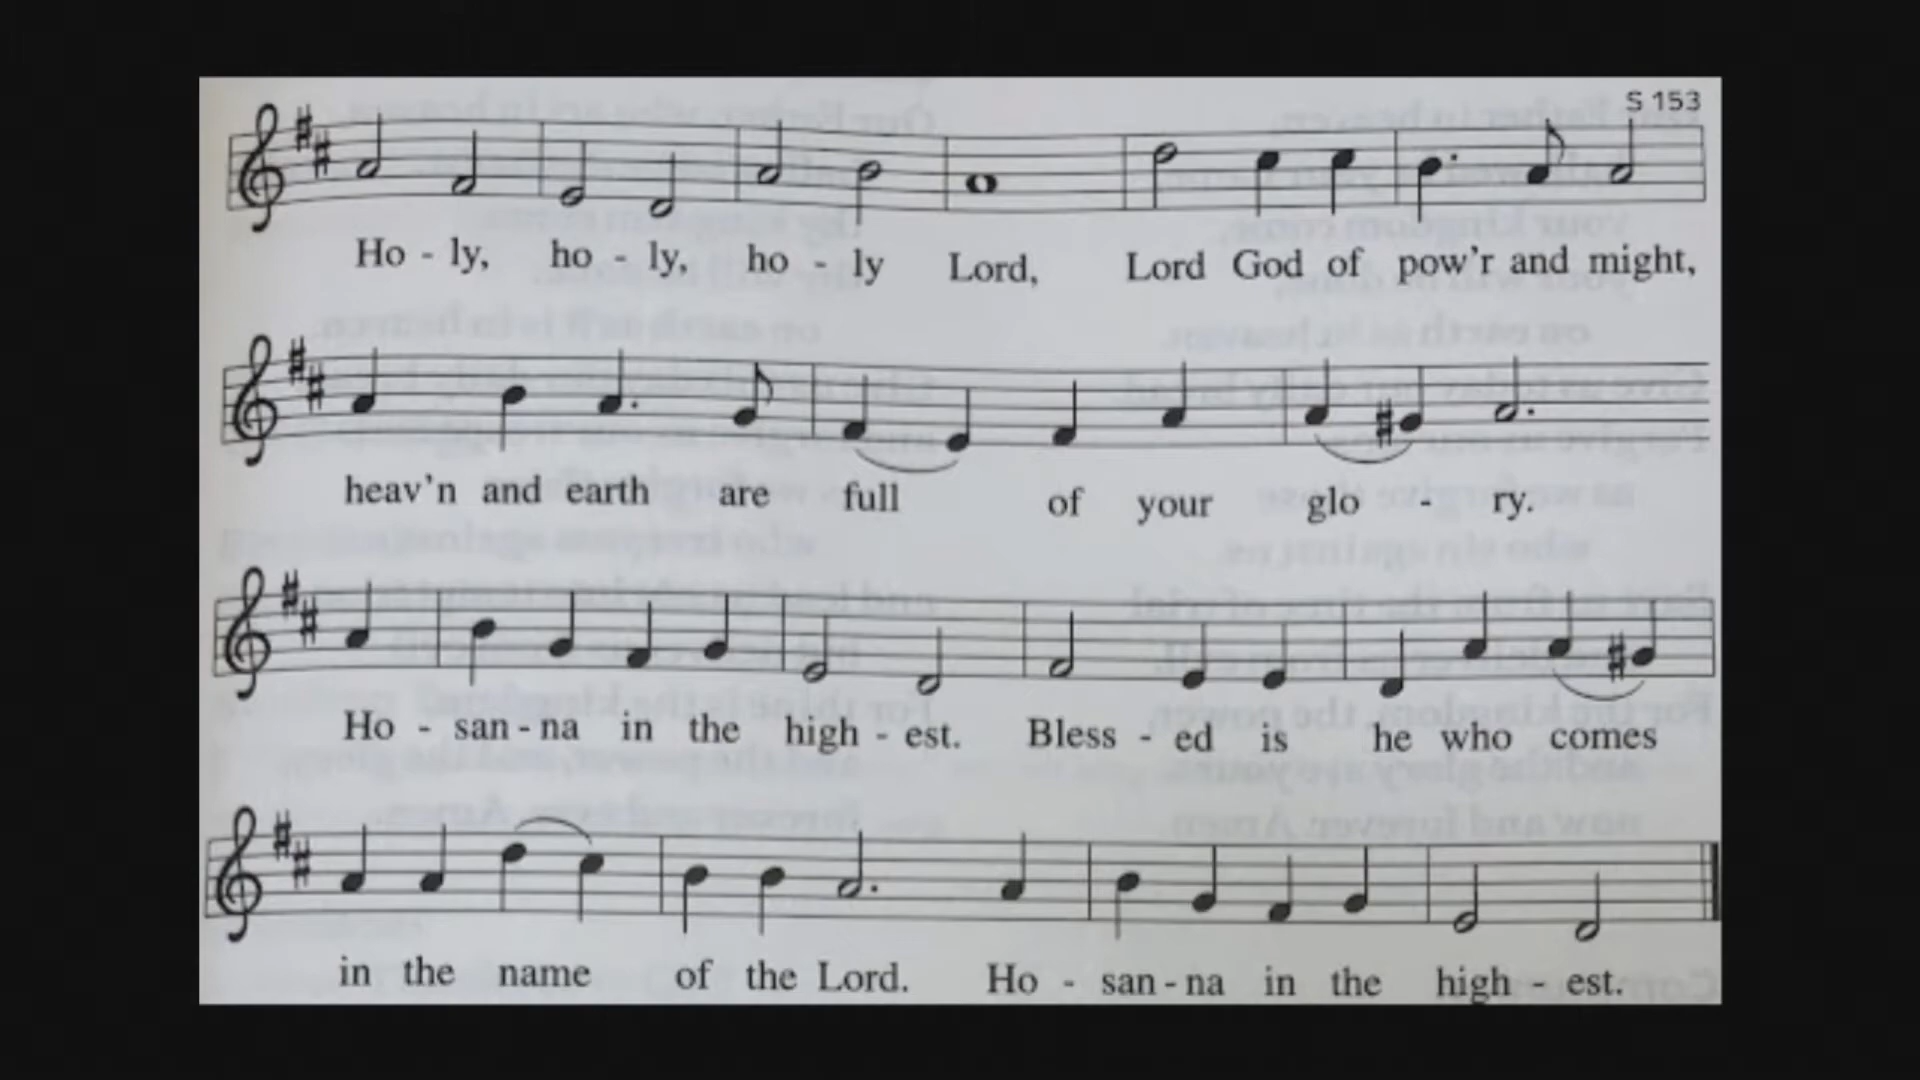 S 153
Ho - ly, ho - ly, ho - ly Lord, Lord God of pow'r and might,
heav'n and earth are full of your glo - ry.
Ho - san - na in the high - est. Bless - ed is he who comes
in the name of the Lord. Ho - san - na in the high - est.